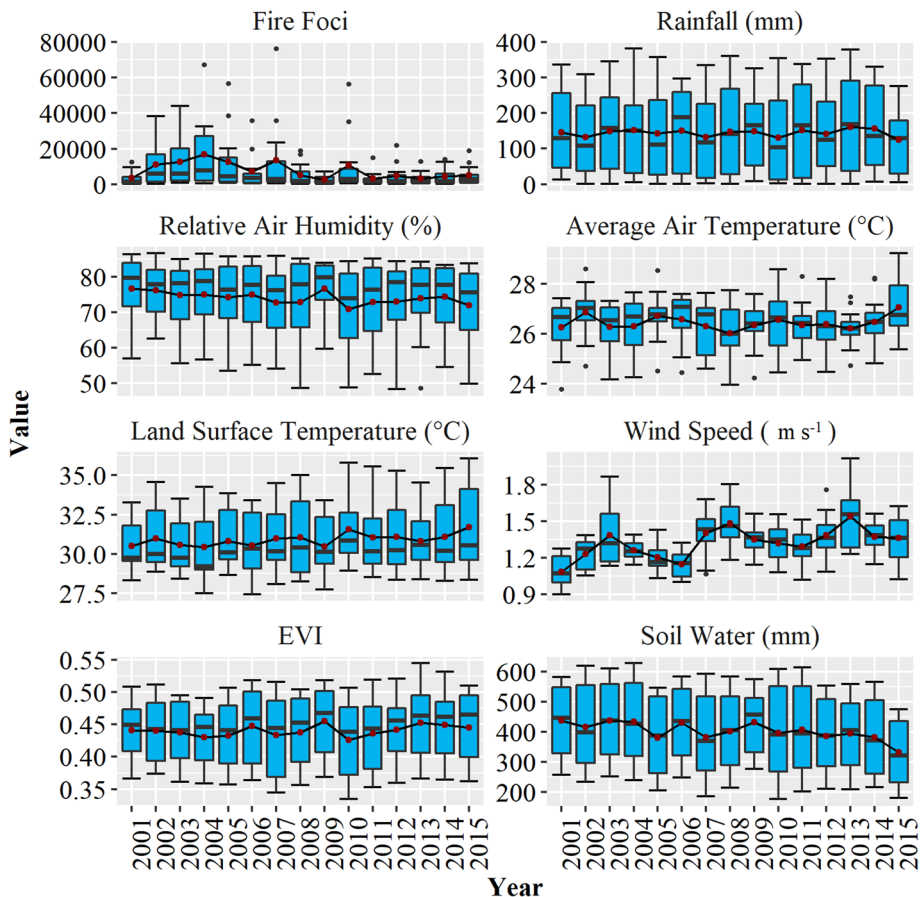 Fire Foci
Rainfall (mm)
80000
60000
40000
20000
0
400
300
200
100
0
Relative Air Humidity (%)
Average Air Temperature (°C)
80
70
60
50
28
26
24
Land Surface Temperature (°C)
Wind Speed ( m s-1 )
35.0
32.5
30.0
27.5
1.8
1.5
1.2
0.9
EVI
Soil Water (mm)
0.55
0.50
0.45
0.40
0.35
600
500
400
300
200
2001 2002 2003 2004 2005 2006 2007 2008 2009 2010 2011 2012 2013 2014 2015
2001 2002 2003 2004 2005 2006 2007 2008 2009 2010 2011 2012 2013 2014 2015
Value
Year